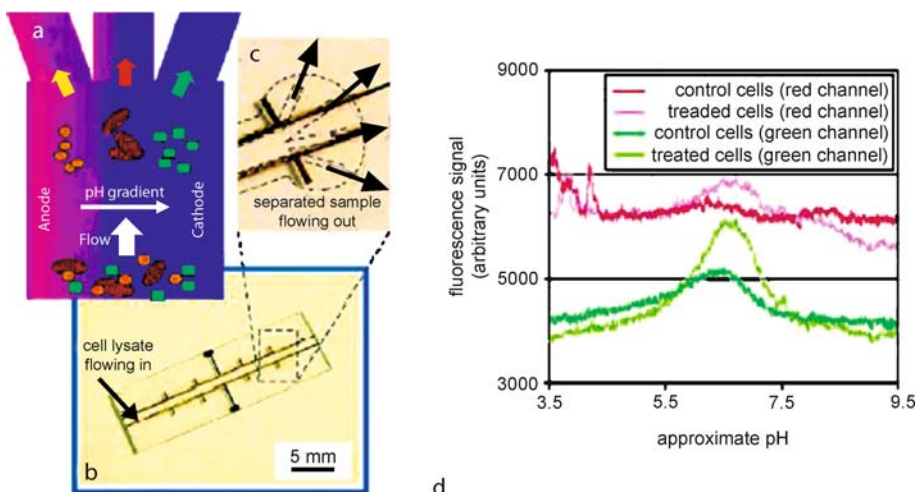 a
pH gradient
Anode
Cathode
Flow
c
separated sample
flowing out
cell lysate
flowing in
5 mm
b
9000
7000
5000
3000
fluorescence signal
(arbitrary units)
control cells (red channel)
treaded cells (red channel)
control cells (green channel)
treated cells (green channel)
3.5
5.5
7.5
9.5
approximate pH
d